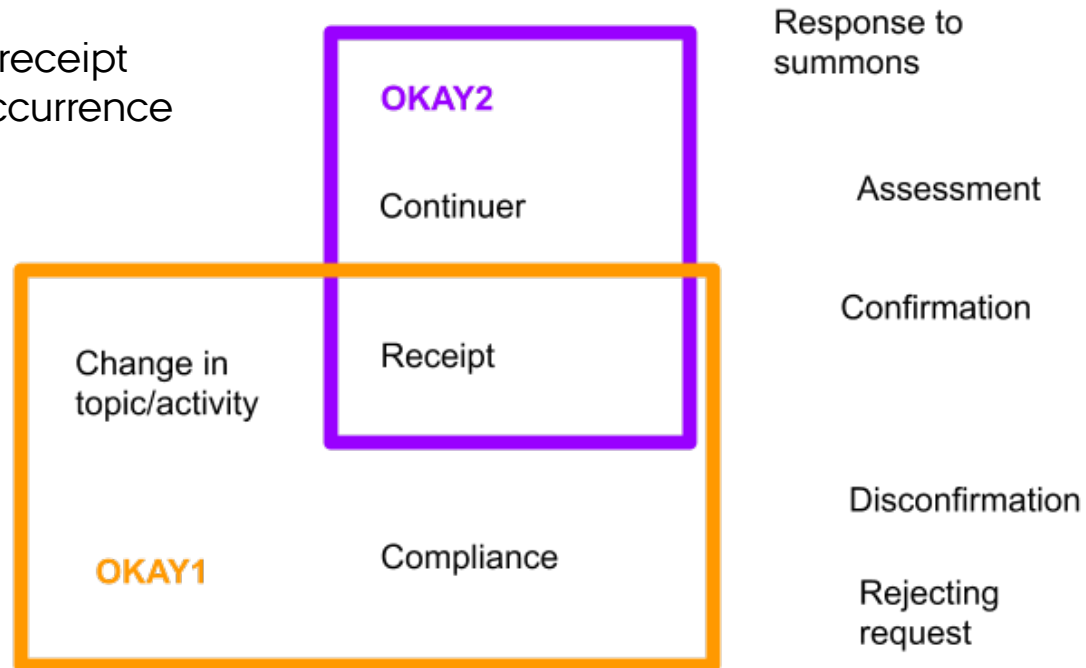 receipt
ccurrence
OKAY2
Continuer
Receipt
Change in
topic/activity
OKAY1
Compliance
Response to
summons
Assessment
Confirmation
Disconfirmation
Rejecting
request